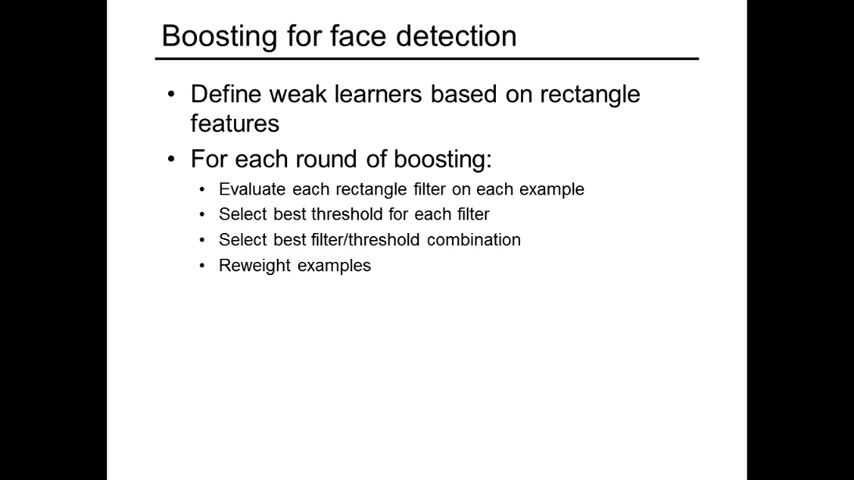 Boosting for face detection
• Define weak learners based on rectangle
features
• For each round of boosting:
• Evaluate each rectangle filter on each example
• Select best threshold for each filter
• Select best filter/threshold combination
• Reweight examples